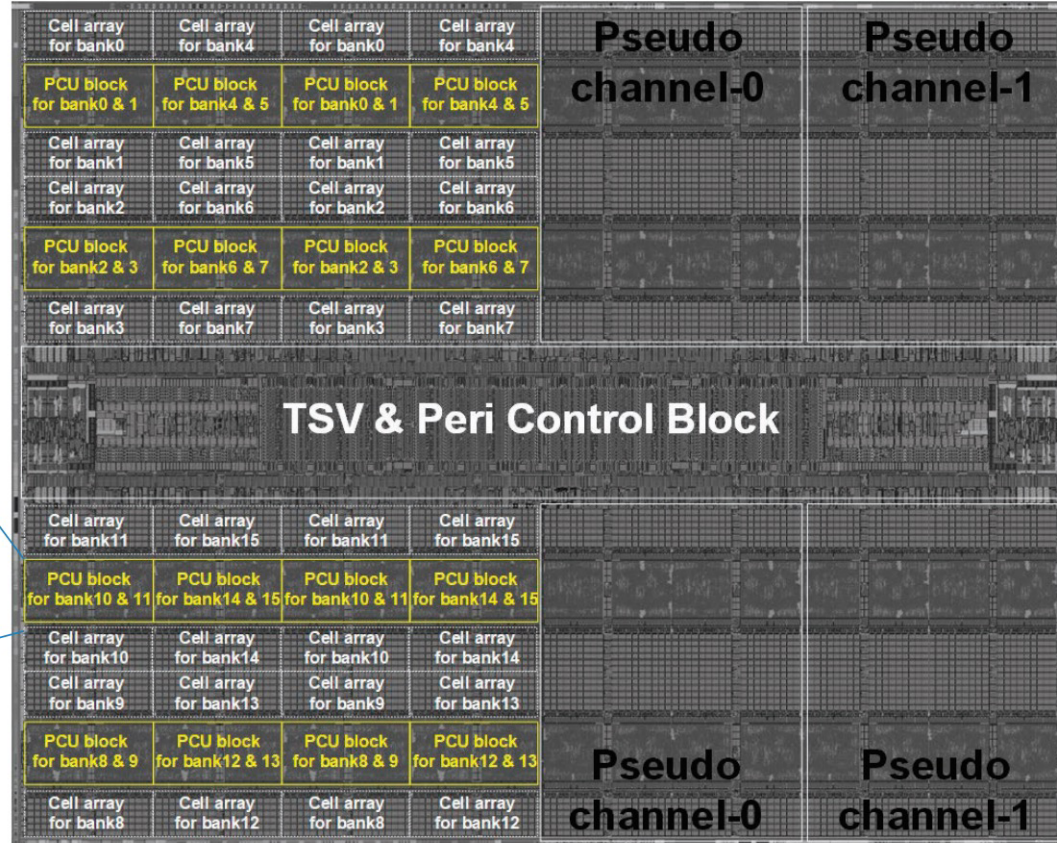 Cell array Cell array Cell array Cell array
for bank0 for bank4 for bank0 for bank4
Pseudo Pseudo
channel-0 channel-1
PCU block PCU block PCU block PCU block
for bank0 & 1 for bank4 & 5 for bank0 & 1 for bank4 & 5
Cell array Cell array Cell array Cell array
for bank1 for bank5 for bank1 for bank5
Cell array Cell array Cell array Cell array
for bank2 for bank6 for bank2 for bank6
PCU block PCU block PCU block PCU block
for bank2 & 3 for bank6 & 7 for bank2 & 3 for bank6 & 7
Cell array Cell array Cell array Cell array
for bank3 for bank7 for bank3 for bank7
TSV & Peri Control Block
Cell array Cell array Cell array Cell array
for bank11 for bank15 for bank11 for bank15
PCU block PCU block PCU block PCU block
for bank10 & 11 for bank14 & 15 for bank10 & 11 for bank14 & 15
Cell array Cell array Cell array Cell array
for bank10 for bank14 for bank10 for bank14
Cell array Cell array Cell array Cell array
for bank9 for bank13 for bank9 for bank13
PCU block PCU block PCU block PCU block
for bank8 & 9 for bank12 & 13 for bank8 & 9 for bank12 & 13
Pseudo Pseudo
channel-0 channel-1
Cell array Cell array Cell array Cell array
for bank8 for bank12 for bank8 for bank12